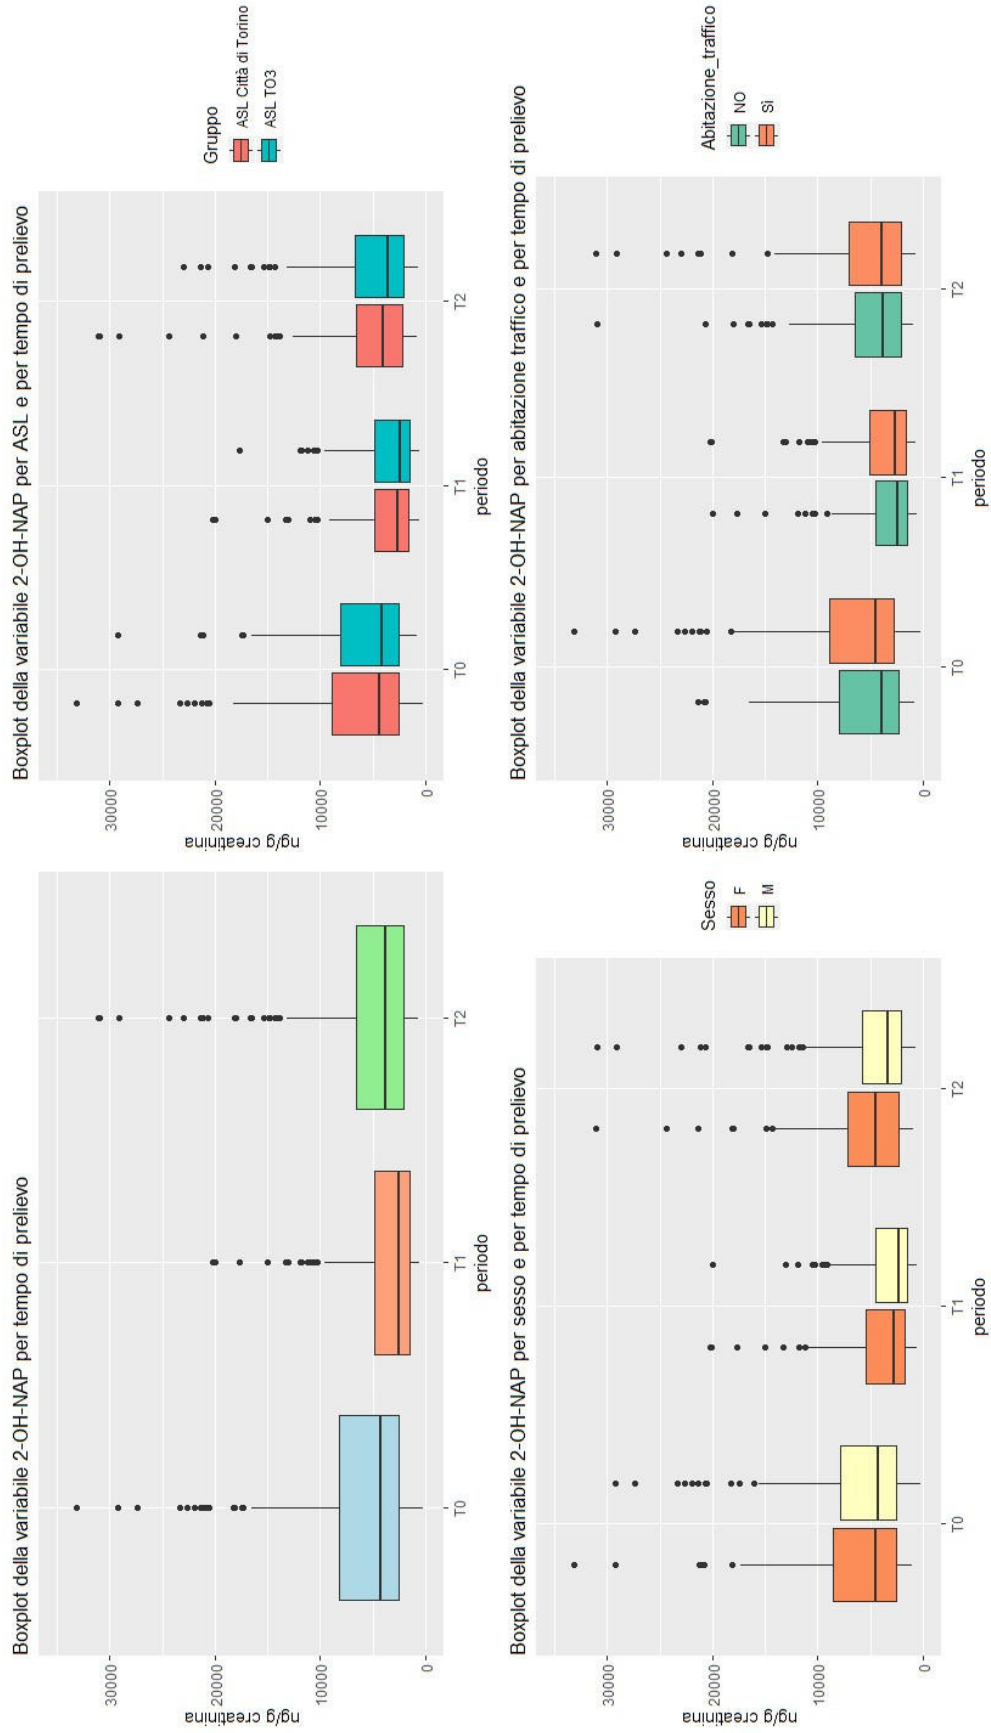 Boxplot della variabile 2-OH-NAP per tempo di prelievo
ng/g creatinina
30000
20000
10000
0
T0
T1
T2
periodo
Boxplot della variabile 2-OH-NAP per ASL e per tempo di prelievo
ng/g creatinina
30000
20000
10000
0
T0
T1
T2
periodo
Gruppo
ASL Città di Torino
ASL TO3
Boxplot della variabile 2-OH-NAP per sesso e per tempo di prelievo
ng/g creatinina
30000
20000
10000
0
T0
T1
T2
periodo
Sesso
F
M
Boxplot della variabile 2-OH-NAP per abitazione traffico e per tempo di prelievo
ng/g creatinina
30000
20000
10000
0
T0
T1
T2
periodo
Abitazione_traffico
NO
Sì